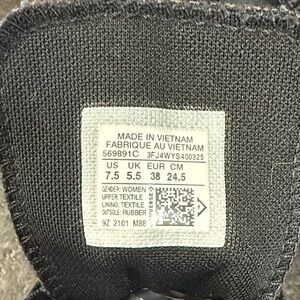 MADE IN VIETNAM
FABRIQUE AU VIETNAM
569891C 3FJ4WYS400325
US UK EUR CM
7.5 5.5 38 24.5
GENDER: WOMEN
UPPER: TEXTILE
LINING: TEXTILE
OUTSOLE: RUBBER
9Z 2101 M88
CONVERSE